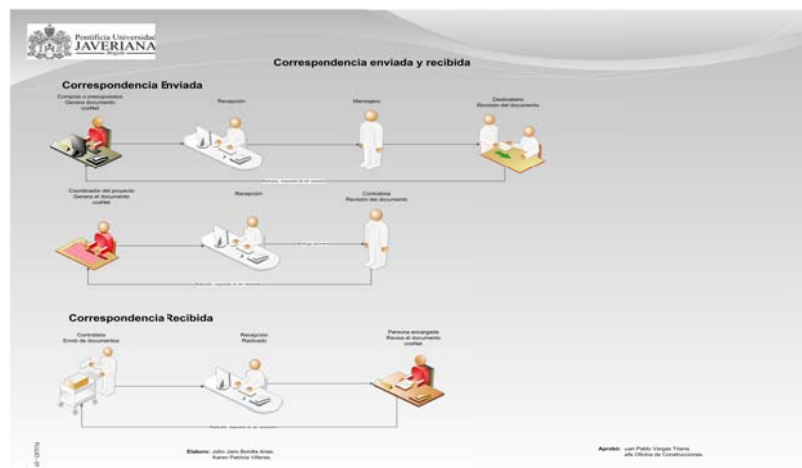 Pontificia Universidad
JAVERIANA
Bogotá
Correspondencia enviada y recibida
Correspondencia Enviada
Compras o presupuestos
Genera documento
Recepción
Mensajero
Destinatario
Revisión del documento
Coordinador del proyecto
Genera el documento
Recepción
Contratista
Revisión del documento
Correspondencia Recibida
Contratista
Envió de documentos
Recepción
Radicado
Persona encargada
Revisa el documento
Elaboro: John Jairo Bonilla Arias.
Karen Patricia Villeras.
Aprobó: Juan Pablo Vargas Triana.
Jefe Oficina de Construcciones.